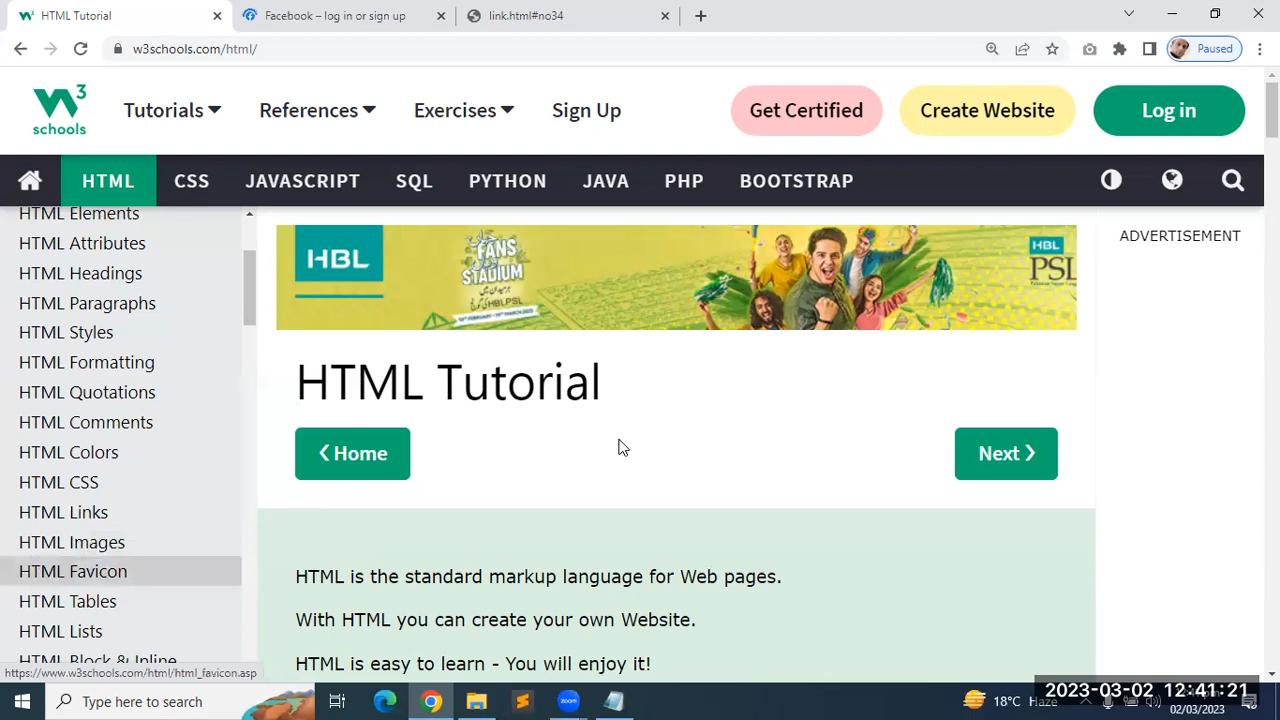 HTML Tutorial
Facebook – log in or sign up
link.html#no34
w3schools.com/html/
Paused
W3
schools
Tutorials
References
Exercises
Sign Up
Get Certified
Create Website
Log in
HTML
CSS
JAVASCRIPT
SQL
PYTHON
JAVA
PHP
BOOTSTRAP
HTML Elements
HTML Attributes
HTML Headings
HTML Paragraphs
HTML Styles
HTML Formatting
HTML Quotations
HTML Comments
HTML Colors
HTML CSS
HTML Links
HTML Images
HTML Favicon
HTML Tables
HTML Lists
HTML Block & Inline
https://www.w3schools.com/html/html_favicon.asp
HBL
FANS
STADIUM
HBL
PSL
ADVERTISEMENT
HTML Tutorial
❮ Home
Next ❯
HTML is the standard markup language for Web pages.
With HTML you can create your own Website.
HTML is easy to learn - You will enjoy it!
Type here to search
zoom
18°C Haze
2023-03-02 12:41:21
02/03/2023